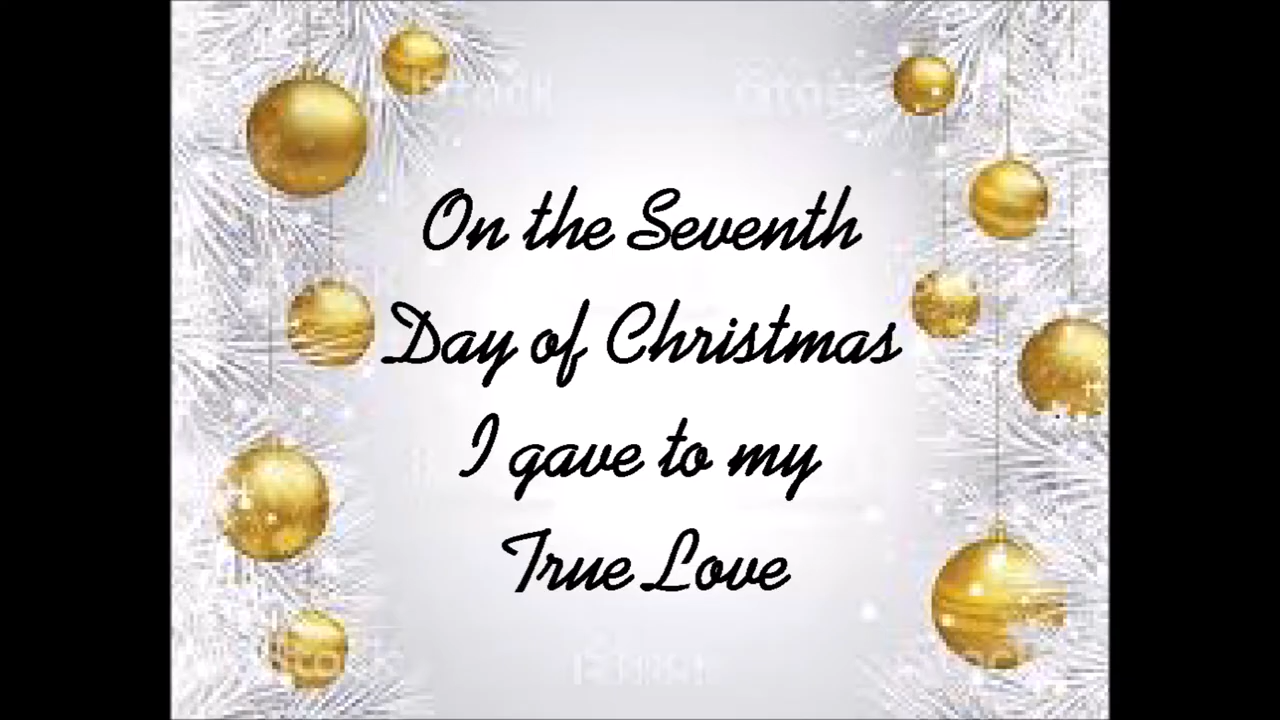 On the Seventh
Day of Christmas
I gave to my
True Love